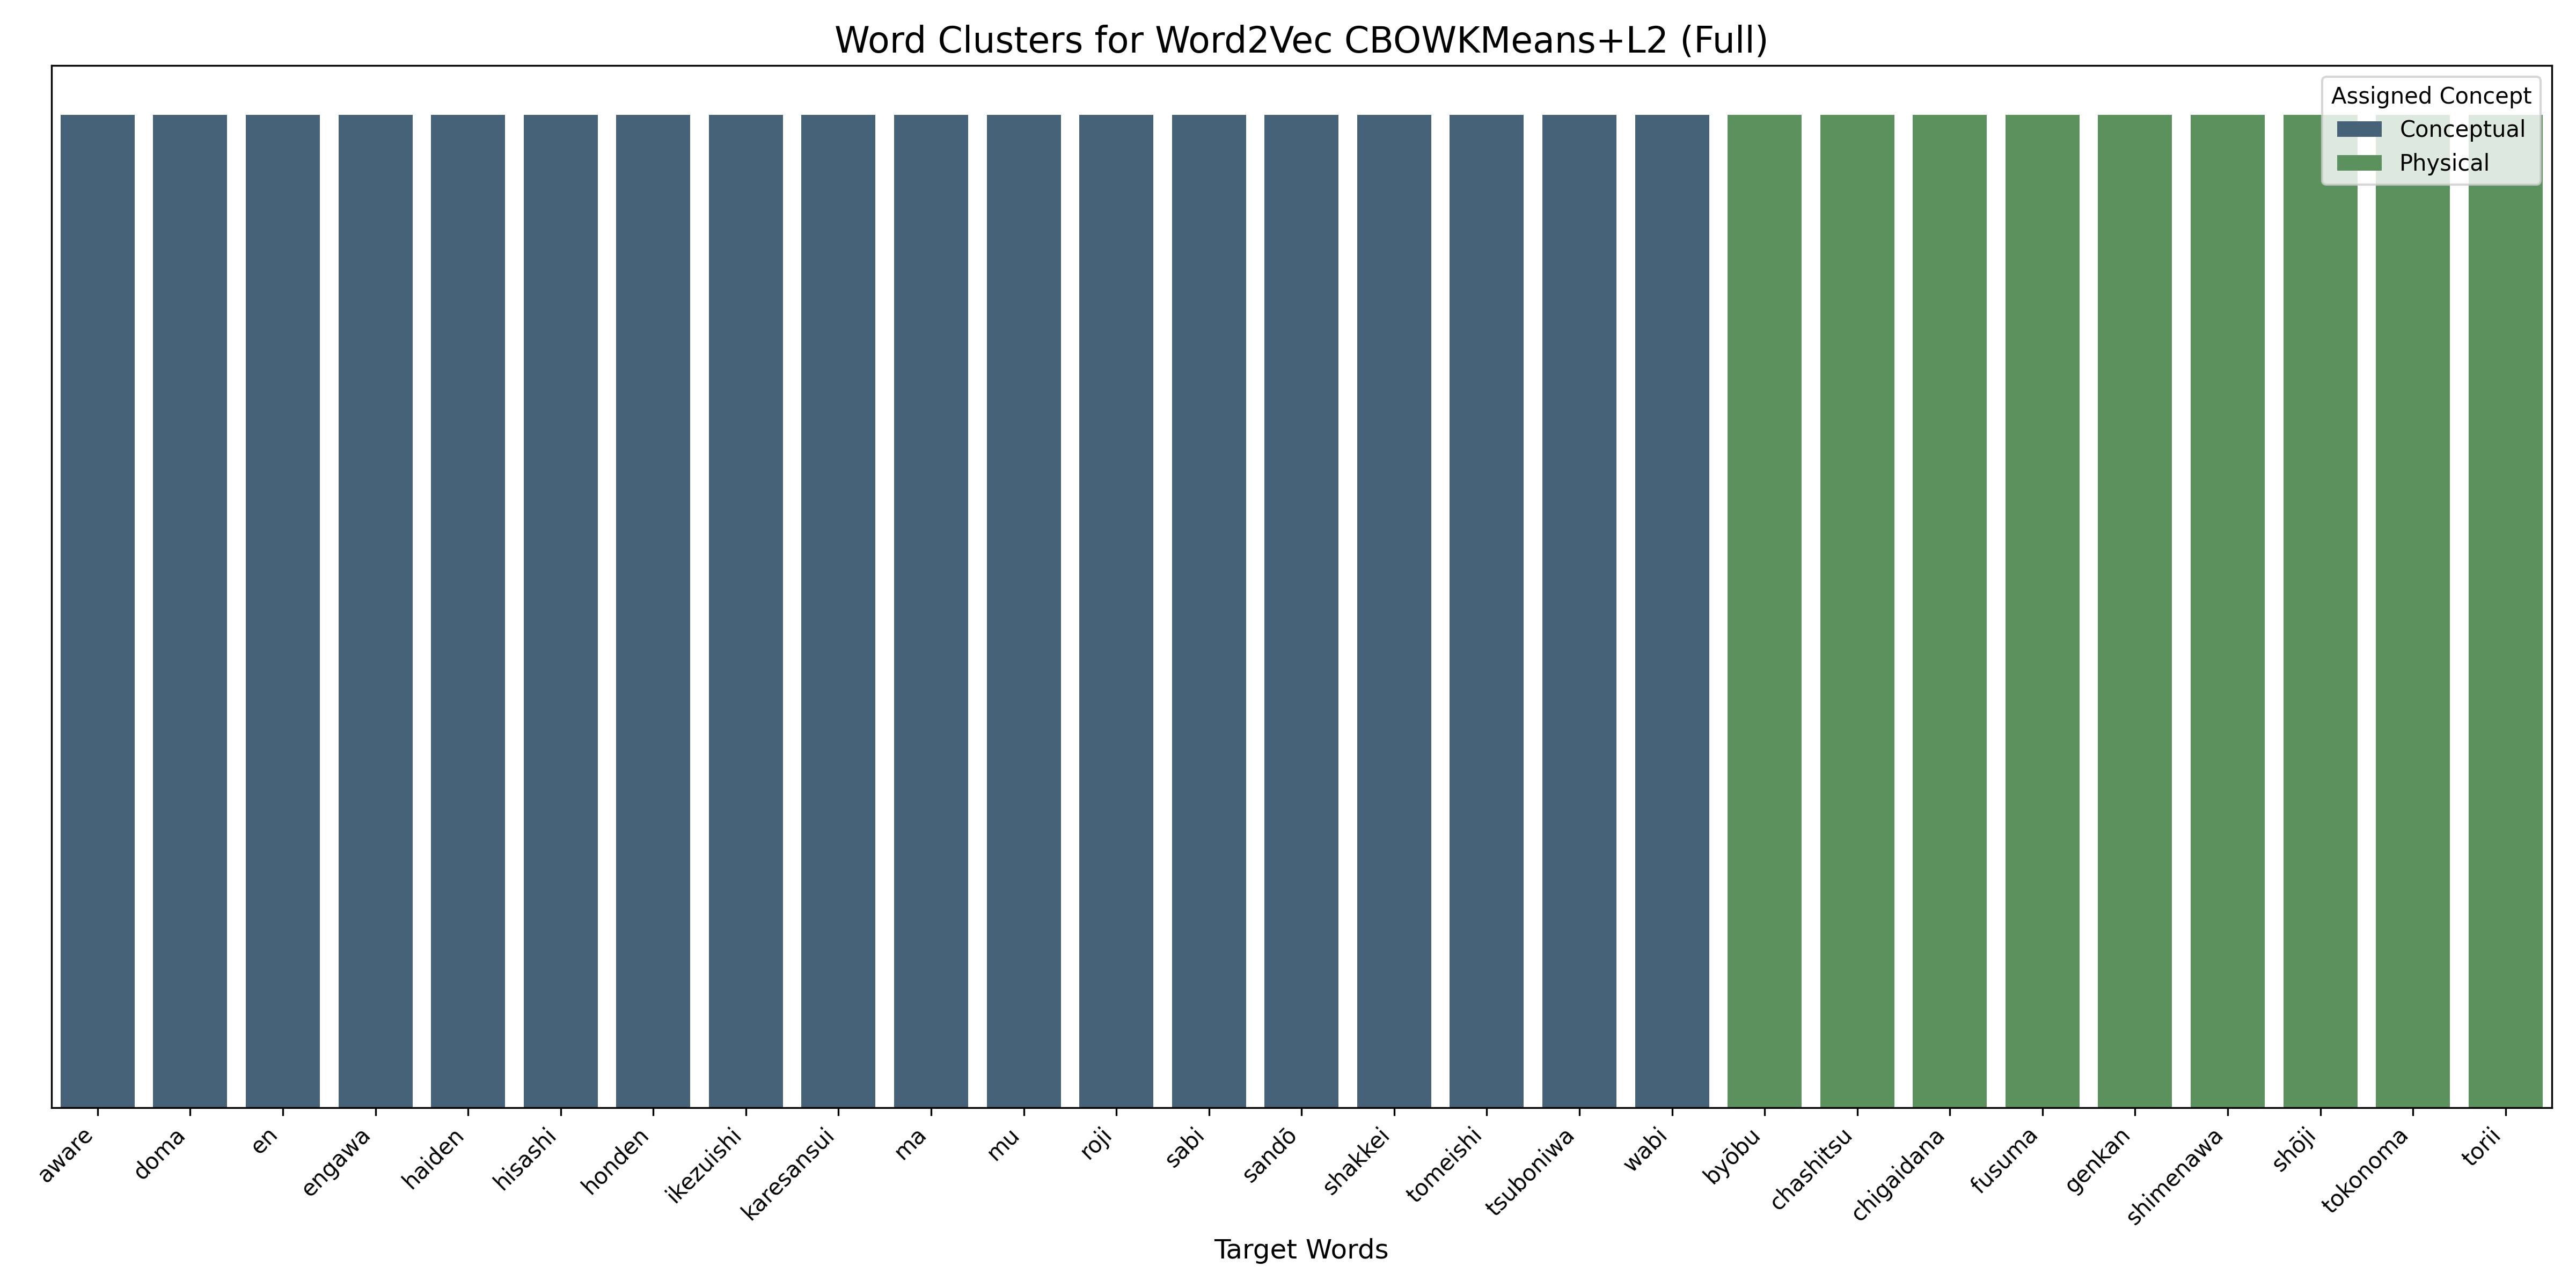 Word Clusters for Word2Vec CBOWKMeans+L2 (Full)
Assigned Concept
Conceptual
Physical
aware
doma
en
engawa
haiden
hisashi
honden
ikezuishi
karesansui
ma
mu
roji
sabi
sandō
shakkei
tomeishi
tsuboniwa
wabi
byōbu
chashitsu
chigaidana
fusuma
genkan
shimenawa
shōji
tokonoma
torii
Target Words